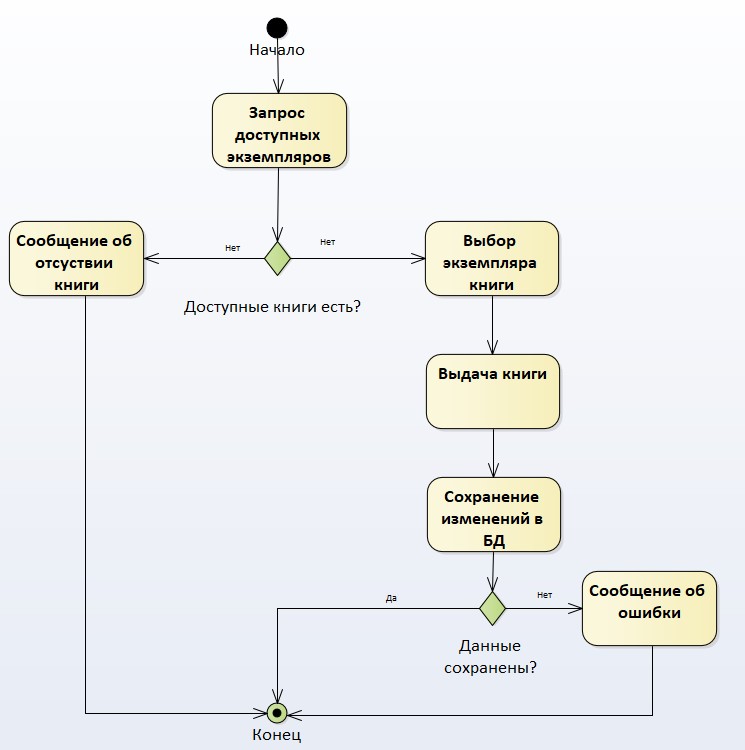 Начало
Запрос
доступных
экземпляров
Нет
Нет
Сообщение об
отсуствии
книги
Выбор
экземпляра
книги
Доступные книги есть?
Выдача книги
Сохранение
изменений в
БД
Да
Нет
Сообщение об
ошибки
Данные
сохранены?
Конец